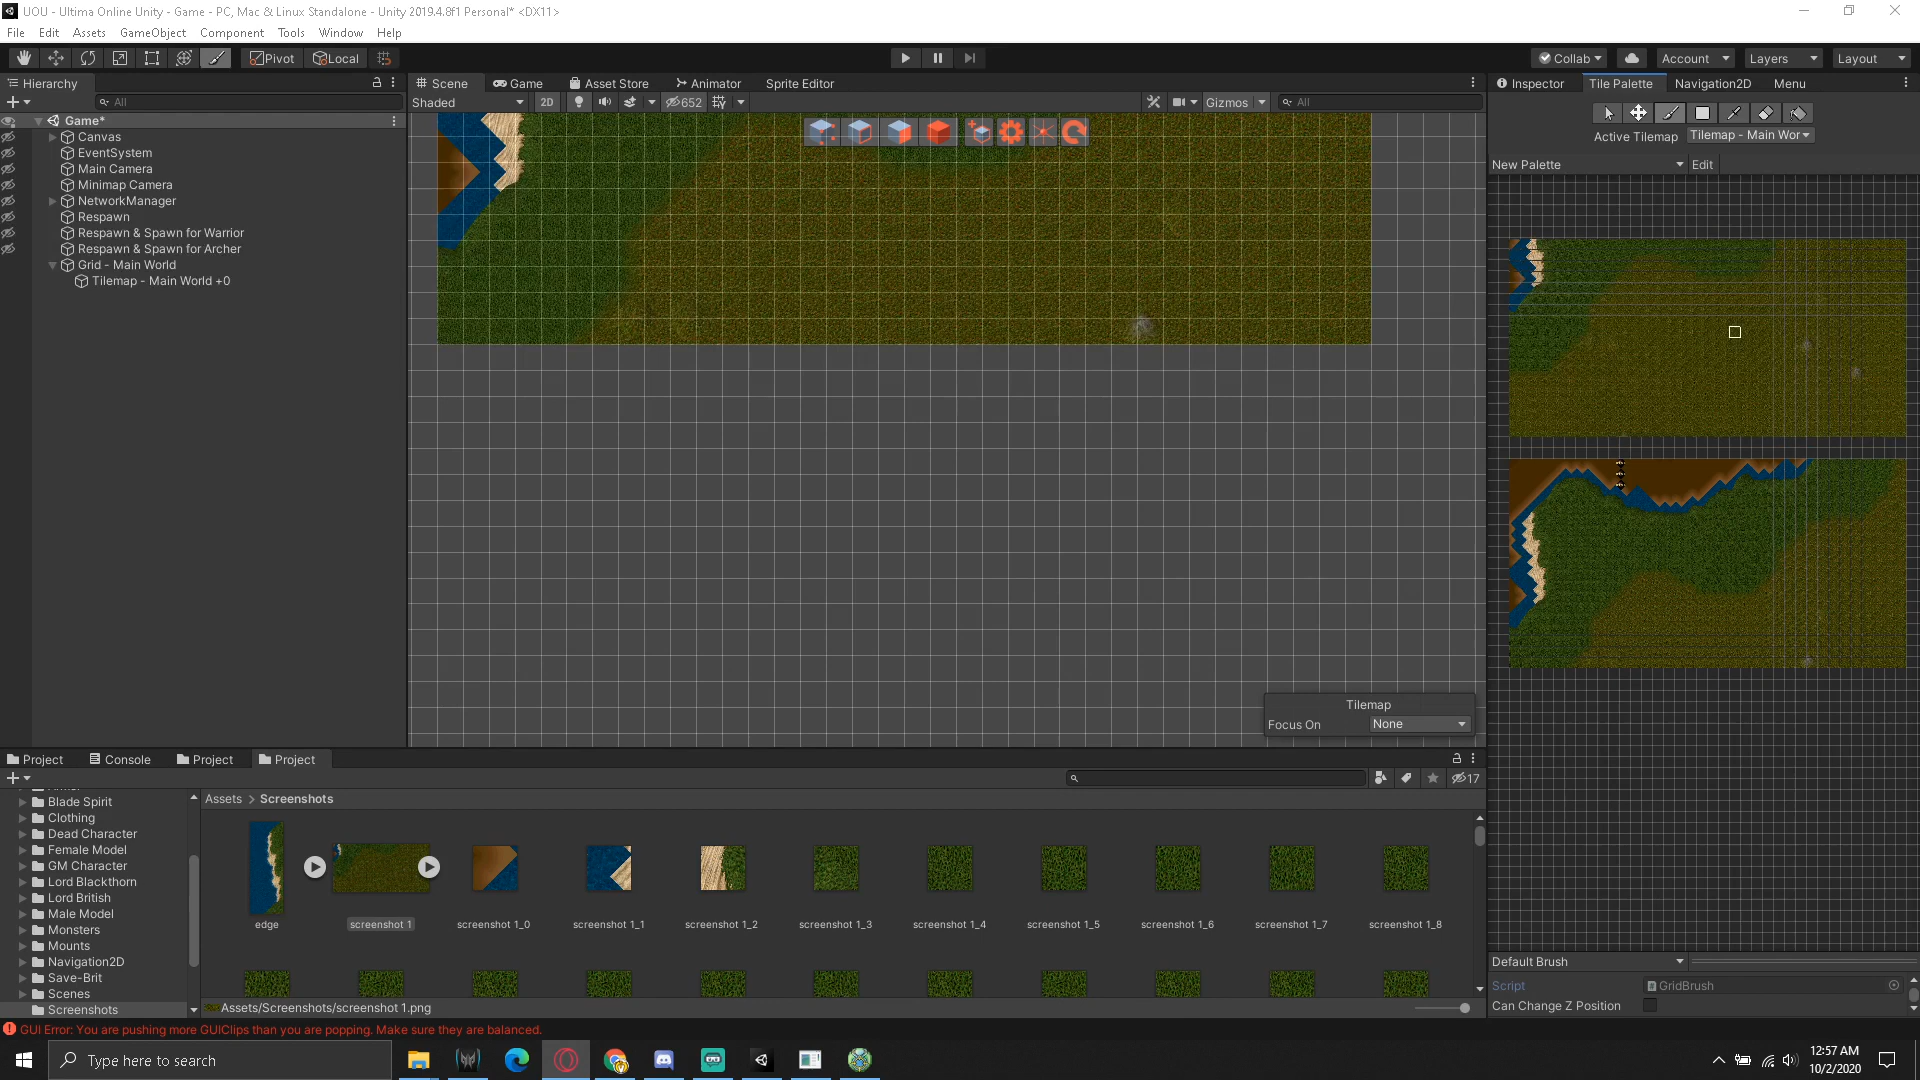 UOU - Ultima Online Unity - Game - PC, Mac & Linux Standalone - Unity 2019.4.8f1 Personal* <DX11>
File Edit Assets GameObject Component Tools Window Help
Pivot Local Collab Account Layers Layout
Hierarchy
All
Game*
Canvas
EventSystem
Main Camera
Minimap Camera
NetworkManager
Respawn
Respawn & Spawn for Warrior
Respawn & Spawn for Archer
Grid - Main World
Tilemap - Main World +0
Scene Game Asset Store Animator Sprite Editor
Shaded 2D 652 Gizmos All
Tilemap
Focus On None
Inspector Tile Palette Navigation2D Menu
Active Tilemap Tilemap - Main Wor
New Palette Edit
Default Brush
Script GridBrush
Can Change Z Position
Project Console Project Project
17
Blade Spirit
Clothing
Dead Character
Female Model
GM Character
Lord Blackthorn
Lord British
Male Model
Monsters
Mounts
Navigation2D
Save-Brit
Scenes
Screenshots
Assets > Screenshots
edge screenshot 1 screenshot 1_0 screenshot 1_1 screenshot 1_2 screenshot 1_3 screenshot 1_4 screenshot 1_5 screenshot 1_6 screenshot 1_7 screenshot 1_8
Assets/Screenshots/screenshot 1.png
GUI Error: You are pushing more GUIClips than you are popping. Make sure they are balanced.
Type here to search
12:57 AM
10/2/2020